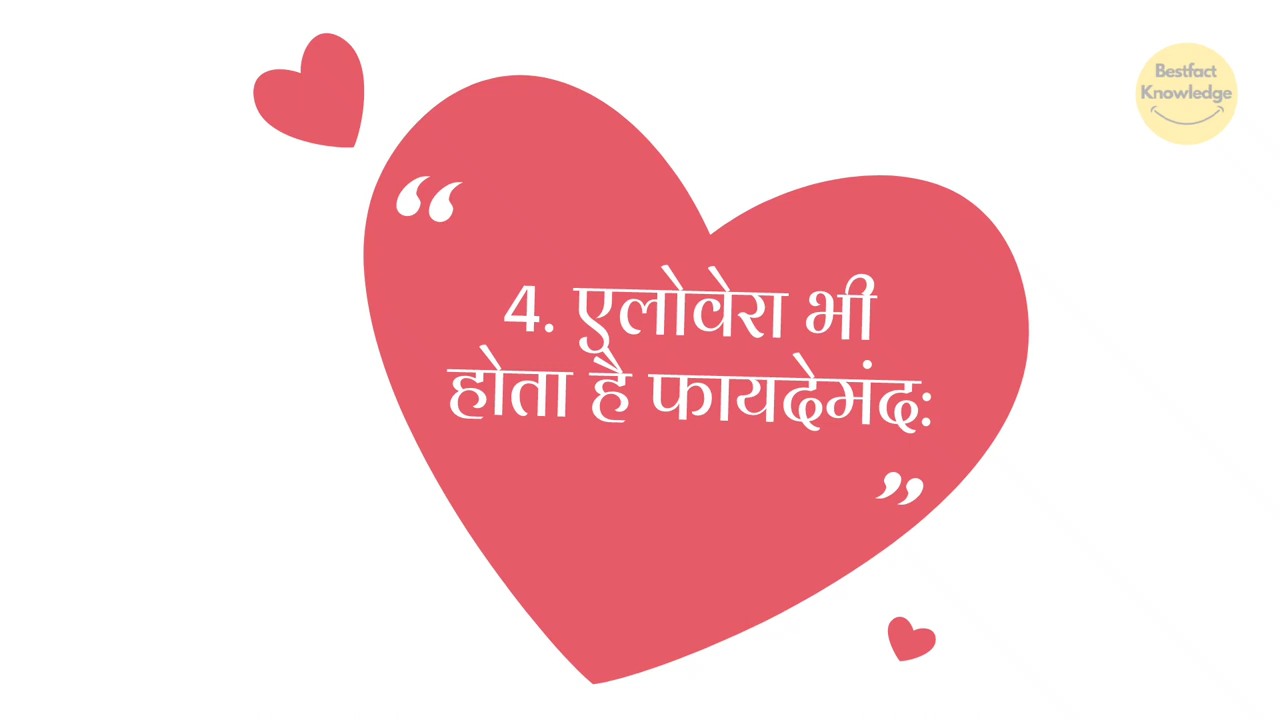 Bestfact
Knowledge
“
4. एलोवेरा भी
होता है फायदेमंद:
”